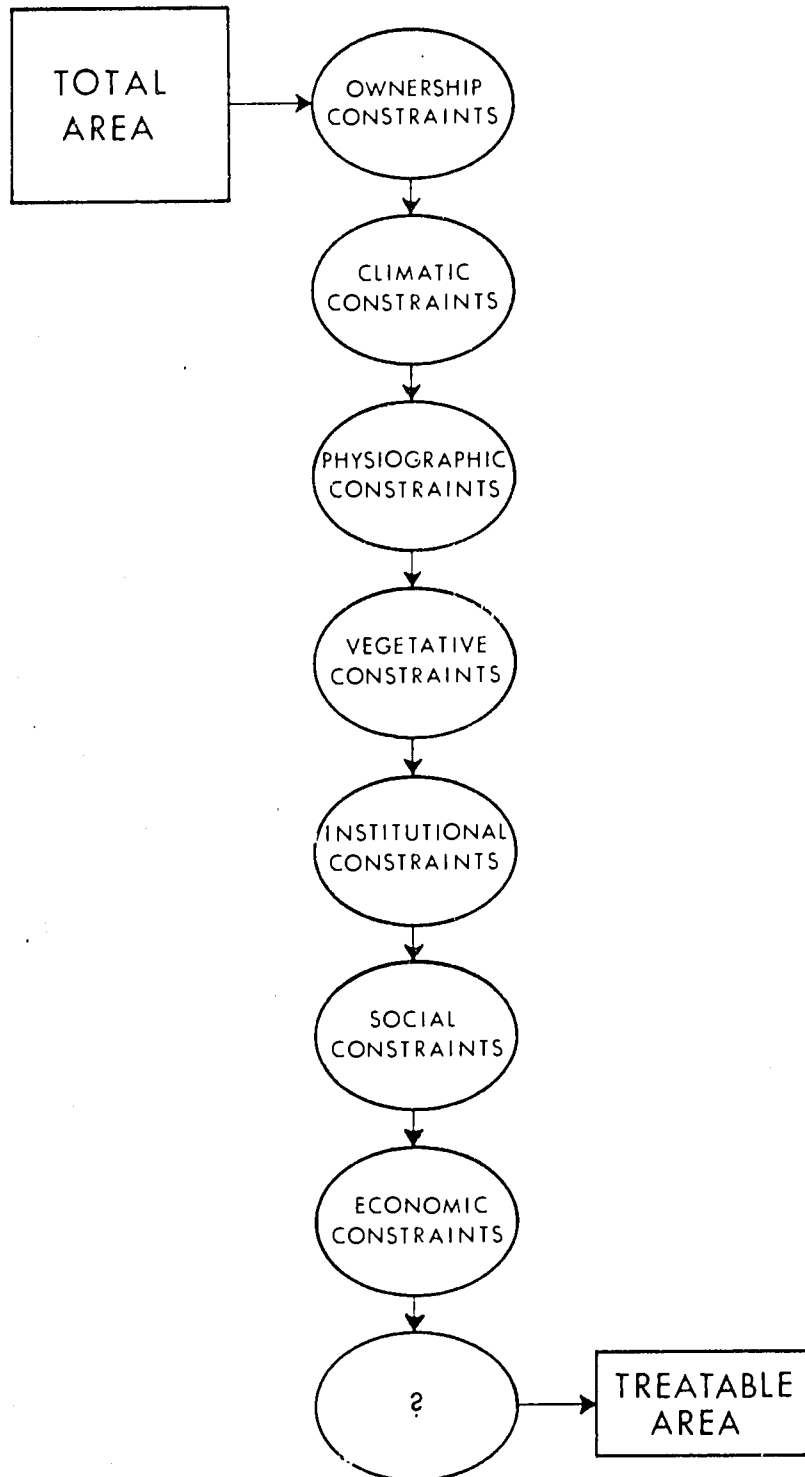 TOTAL
AREA
OWNERSHIP
CONSTRAINTS
CLIMATIC
CONSTRAINTS
PHYSIOGRAPHIC
CONSTRAINTS
VEGETATIVE
CONSTRAINTS
INSTITUTIONAL
CONSTRAINTS
SOCIAL
CONSTRAINTS
ECONOMIC
CONSTRAINTS
?
TREATABLE
AREA